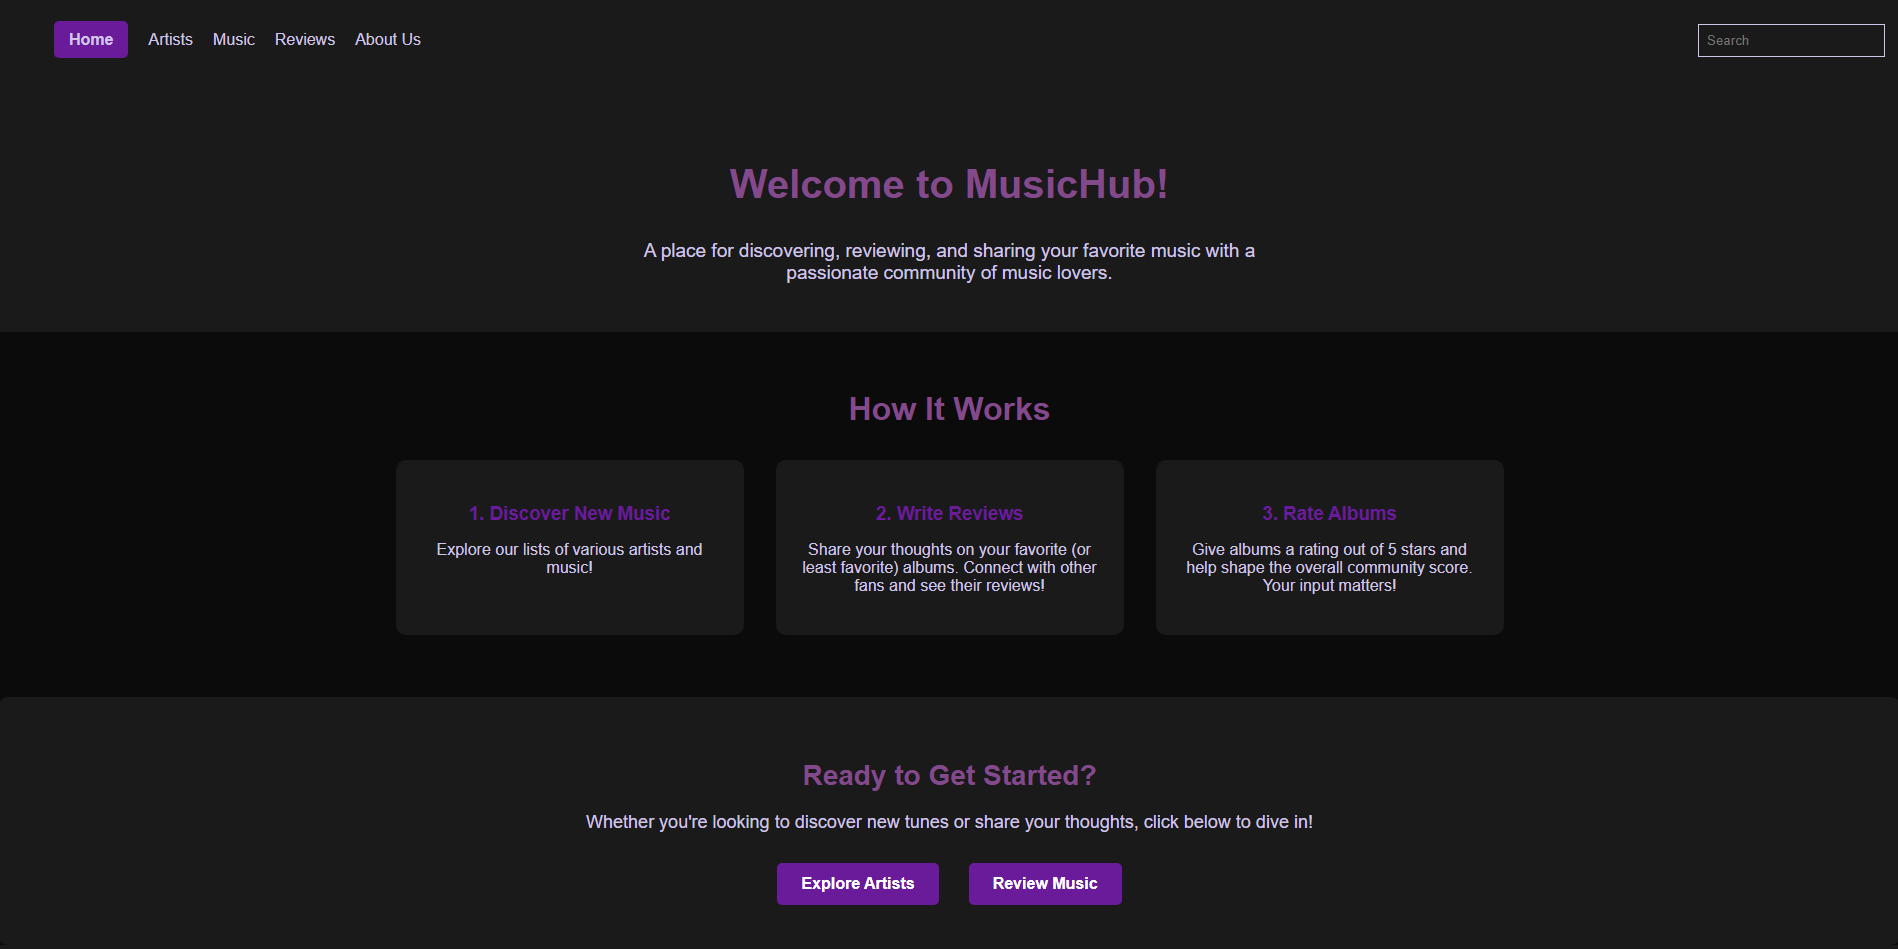 Home Artists Music Reviews About Us Search
Welcome to MusicHub!
A place for discovering, reviewing, and sharing your favorite music with a
passionate community of music lovers.
How It Works
1. Discover New Music
Explore our lists of various artists and
music!
2. Write Reviews
Share your thoughts on your favorite (or
least favorite) albums. Connect with other
fans and see their reviews!
3. Rate Albums
Give albums a rating out of 5 stars and
help shape the overall community score.
Your input matters!
Ready to Get Started?
Whether you're looking to discover new tunes or share your thoughts, click below to dive in!
Explore Artists Review Music